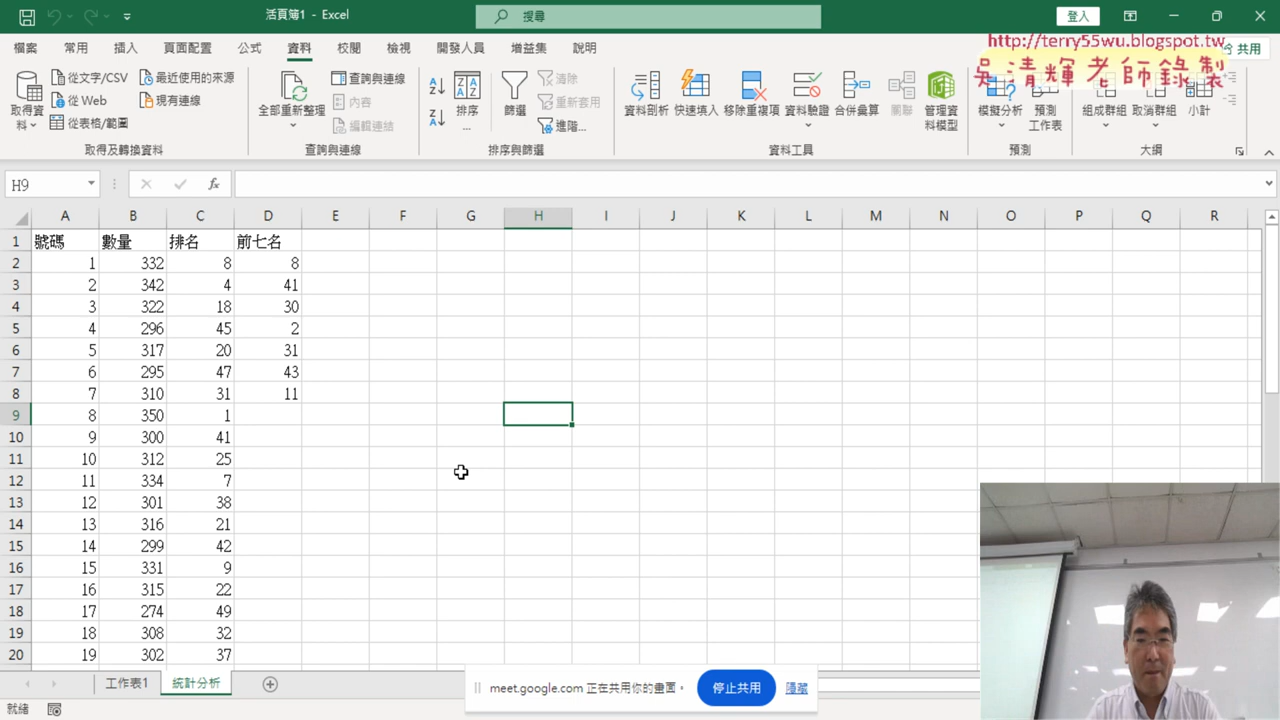 活頁簿1 - Excel
搜尋
登入
檔案 常用 插入 頁面配置 公式 資料 校閱 檢視 開發人員 增益集 說明
http://terry55wu.blogspot.tw
共用
吳清輝老師錄製
取得資料
從文字/CSV
從 Web
從表格/範圍
最近使用的來源
現有連線
取得及轉換資料
全部重新整理
查詢與連線
內容
編輯連結
查詢與連線
排序...
篩選
清除
重新套用
進階...
排序與篩選
資料剖析 快速填入 移除重複項 資料驗證 合併彙算 關聯 管理資料模型
資料工具
模擬分析 預測工作表
預測
組成群組 取消群組 小計
大綱
H9
fx
A B C D E F G H I J K L M N O P Q R
1 號碼 數量 排名 前七名
2 1 332 8 8
3 2 342 4 41
4 3 322 18 30
5 4 296 45 2
6 5 317 20 31
7 6 295 47 43
8 7 310 31 11
9 8 350 1
10 9 300 41
11 10 312 25
12 11 334 7
13 12 301 38
14 13 316 21
15 14 299 42
16 15 331 9
17 16 315 22
18 17 274 49
19 18 308 32
20 19 302 37
工作表1 統計分析
meet.google.com 正在共用你的畫面。 停止共用 隱藏
就緒